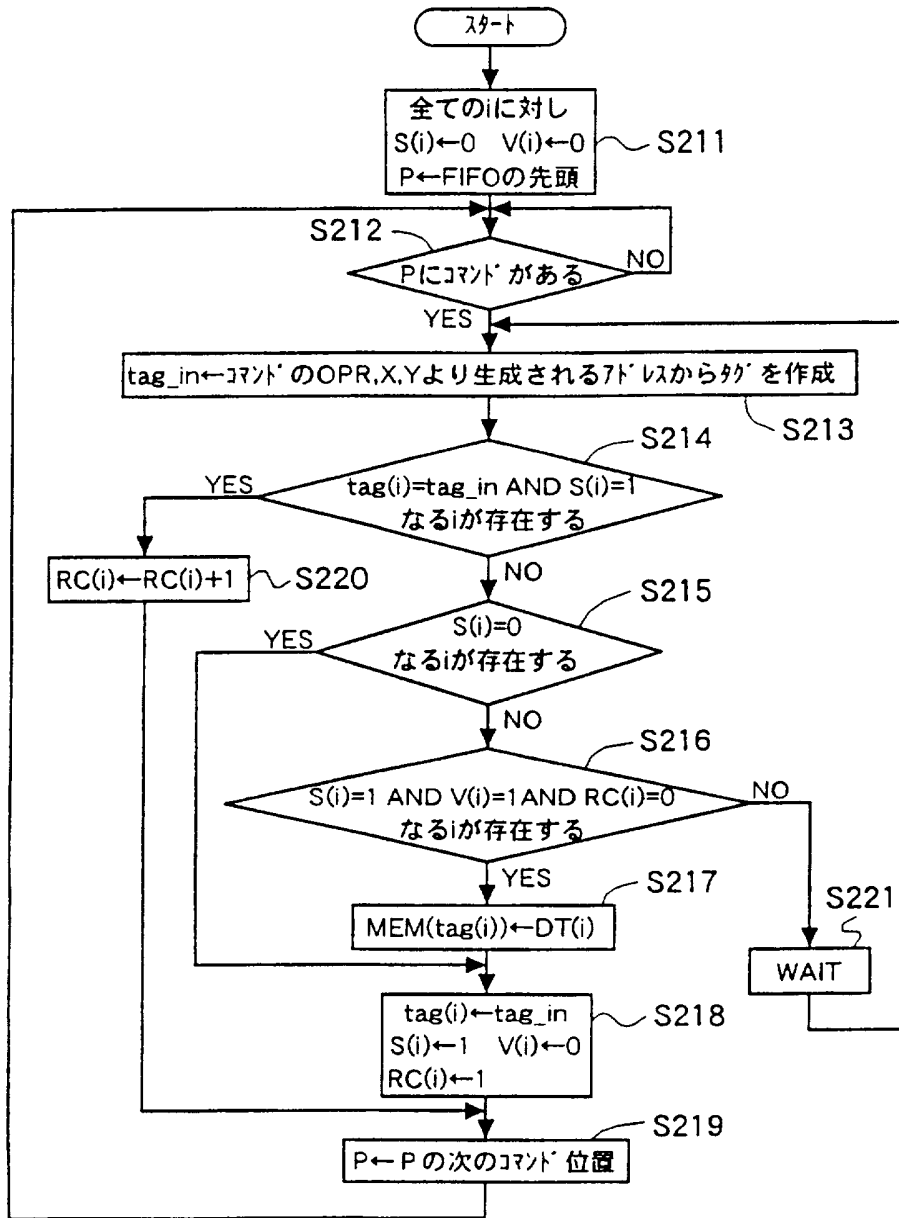 スタート
全てのiに対し
S(i)←0 V(i)←0
P←FIFOの先頭
S211
S212
Pにコマンドがある
NO
YES
tag_in←コマンドのOPR,X,Yより生成されるアドレスからタグを作成
S213
S214
YES
tag(i)=tag_in AND S(i)=1
なるiが存在する
RC(i)←RC(i)+1
S220
NO
S215
YES
S(i)=0
なるiが存在する
NO
S216
S(i)=1 AND V(i)=1AND RC(i)=0
なるiが存在する
NO
YES
S217
MEM(tag(i))←DT(i)
S221
WAIT
tag(i)←tag_in
S(i)←1 V(i)←0
RC(i)←1
S218
S219
P←Pの次のコマンド位置